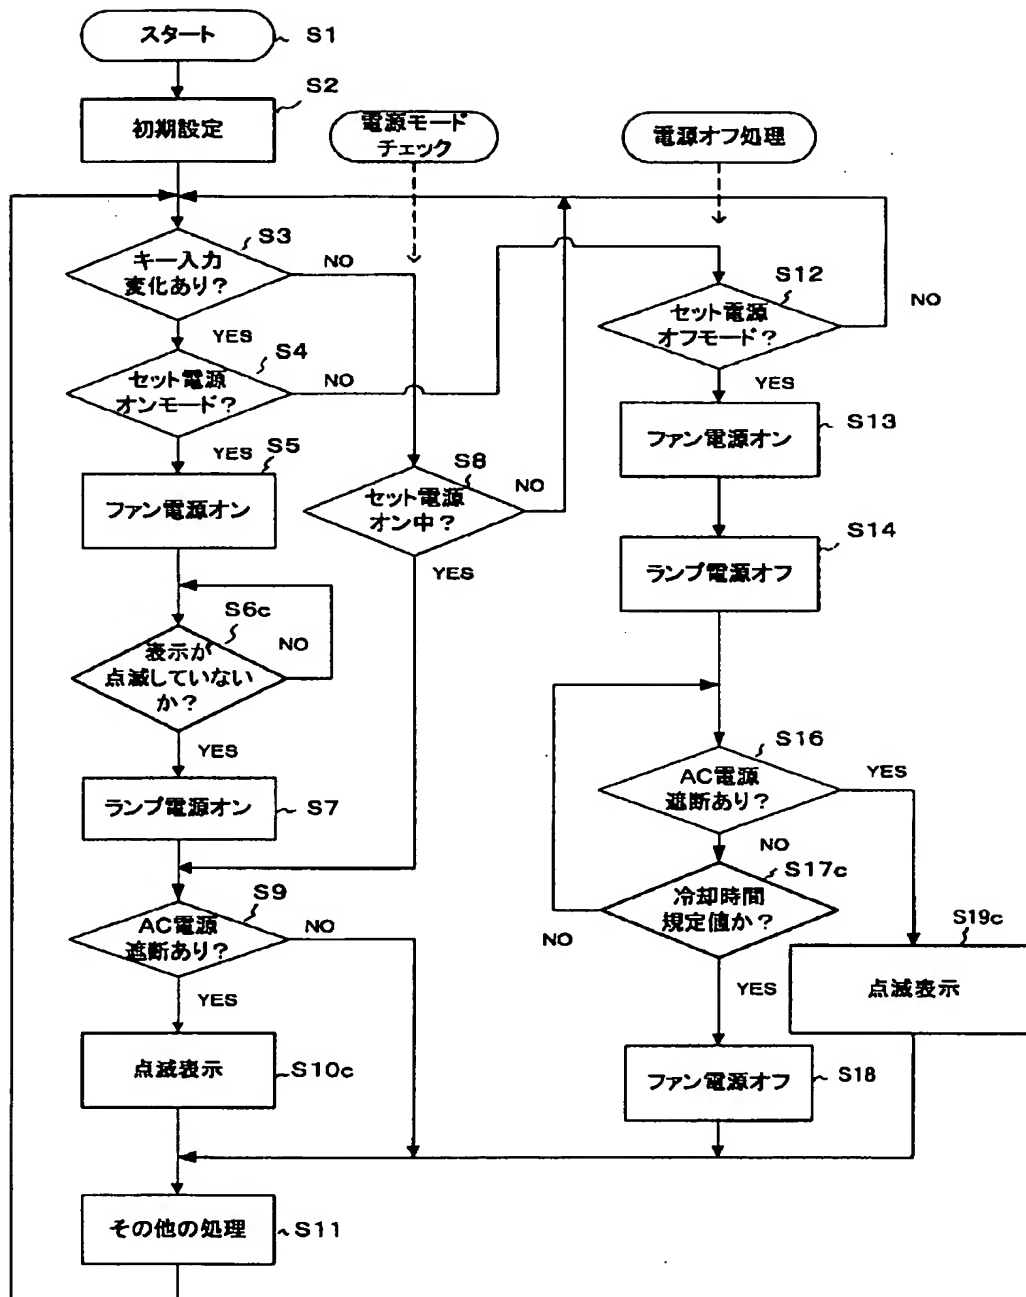 スタート
S1
S2
初期設定
電源モード
チェック
電源オフ処理
S3
キー入力
変化あり？
NO
YES
S4
セット電源
オンモード？
NO
YES
S5
ファン電源オン
S6c
表示が
点滅していない
か？
NO
YES
ランプ電源オン
S7
S8
セット電源
オン中？
NO
YES
S9
AC電源
遮断あり？
NO
YES
点滅表示
S10c
その他の処理
S11
S12
セット電源
オフモード？
NO
YES
S13
ファン電源オン
S14
ランプ電源オフ
S16
AC電源
遮断あり？
YES
NO
S17c
冷却時間
規定値か？
NO
YES
S19c
点滅表示
ファン電源オフ
S18